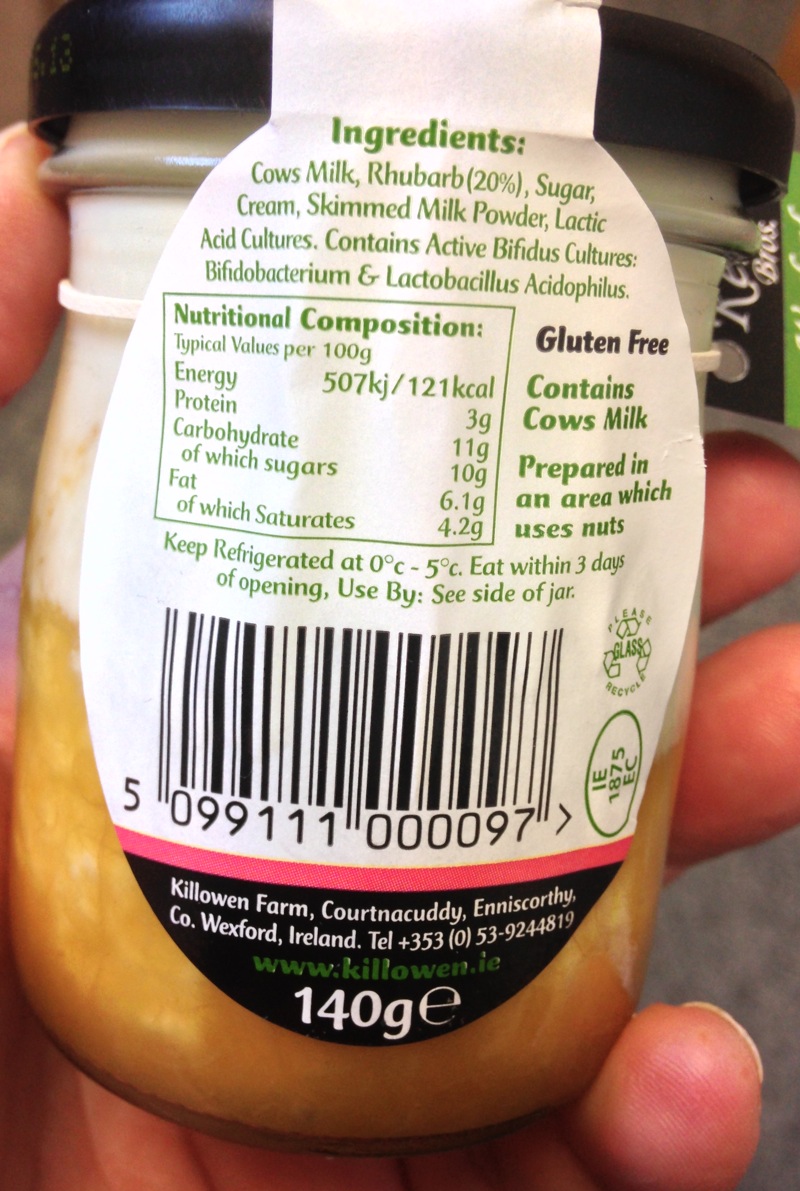 Ingredients:
Cows Milk, Rhubarb (20%), Sugar,
Cream, Skimmed Milk Powder, Lactic
Acid Cultures. Contains Active Bifidus Cultures:
Bifidobacterium & Lactobacillus Acidophilus.
Nutritional Composition:
Typical Values per 100g
Energy 507kj/121kcal
Protein 3g
Carbohydrate 11g
of which sugars 10g
Fat 6.1g
of which Saturates 4.2g
Gluten Free
Contains
Cows Milk
Prepared in
an area which
uses nuts
Keep Refrigerated at 0°c - 5°c. Eat within 3 days
of opening, Use By: See side of jar.
PLEASE
GLASS
RECYCLE
IE
1875
EC
5 099111 000097 >
Killowen Farm, Courtnacuddy, Enniscorthy,
Co. Wexford, Ireland. Tel +353 (0) 53-9244819
www.killowen.ie
140g℮
Bros